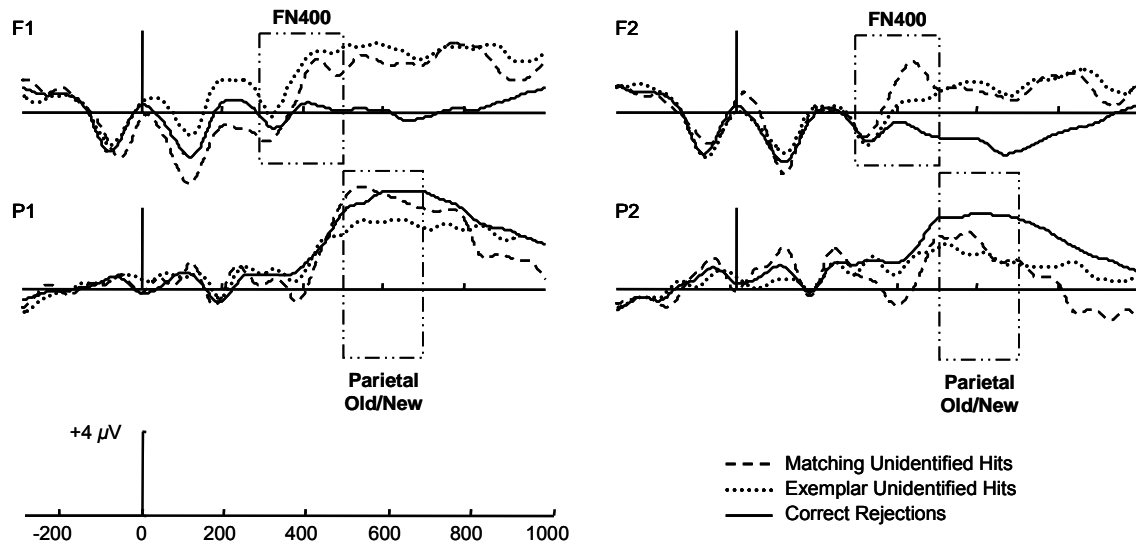 FN400
FN400
F1
F2
P1
P2
Parietal
Old/New
Parietal
Old/New
+4 µV
Matching Unidentified Hits
Exemplar Unidentified Hits
Correct Rejections
-200 0 200 400 600 800 1000